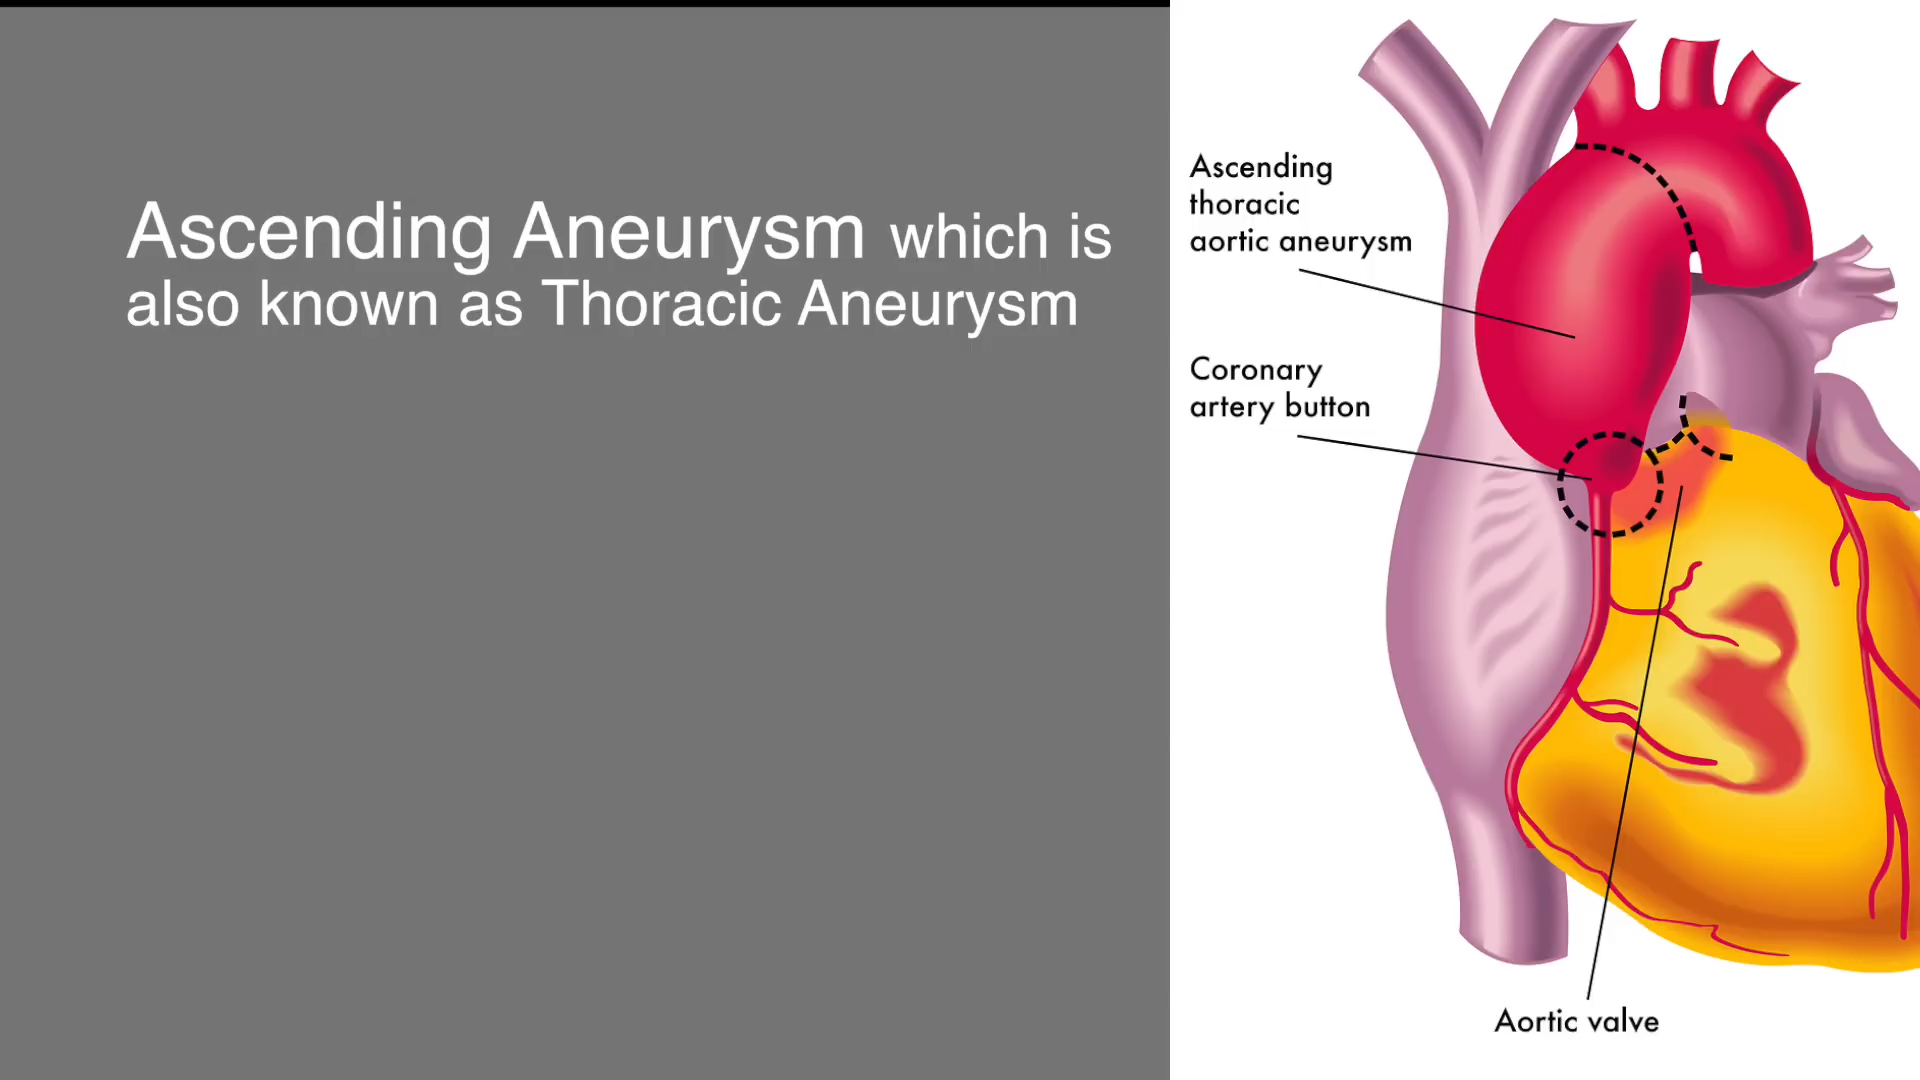 Ascending Aneurysm which is
also known as Thoracic Aneurysm
Ascending
thoracic
aortic aneurysm
Coronary
artery button
Aortic valve